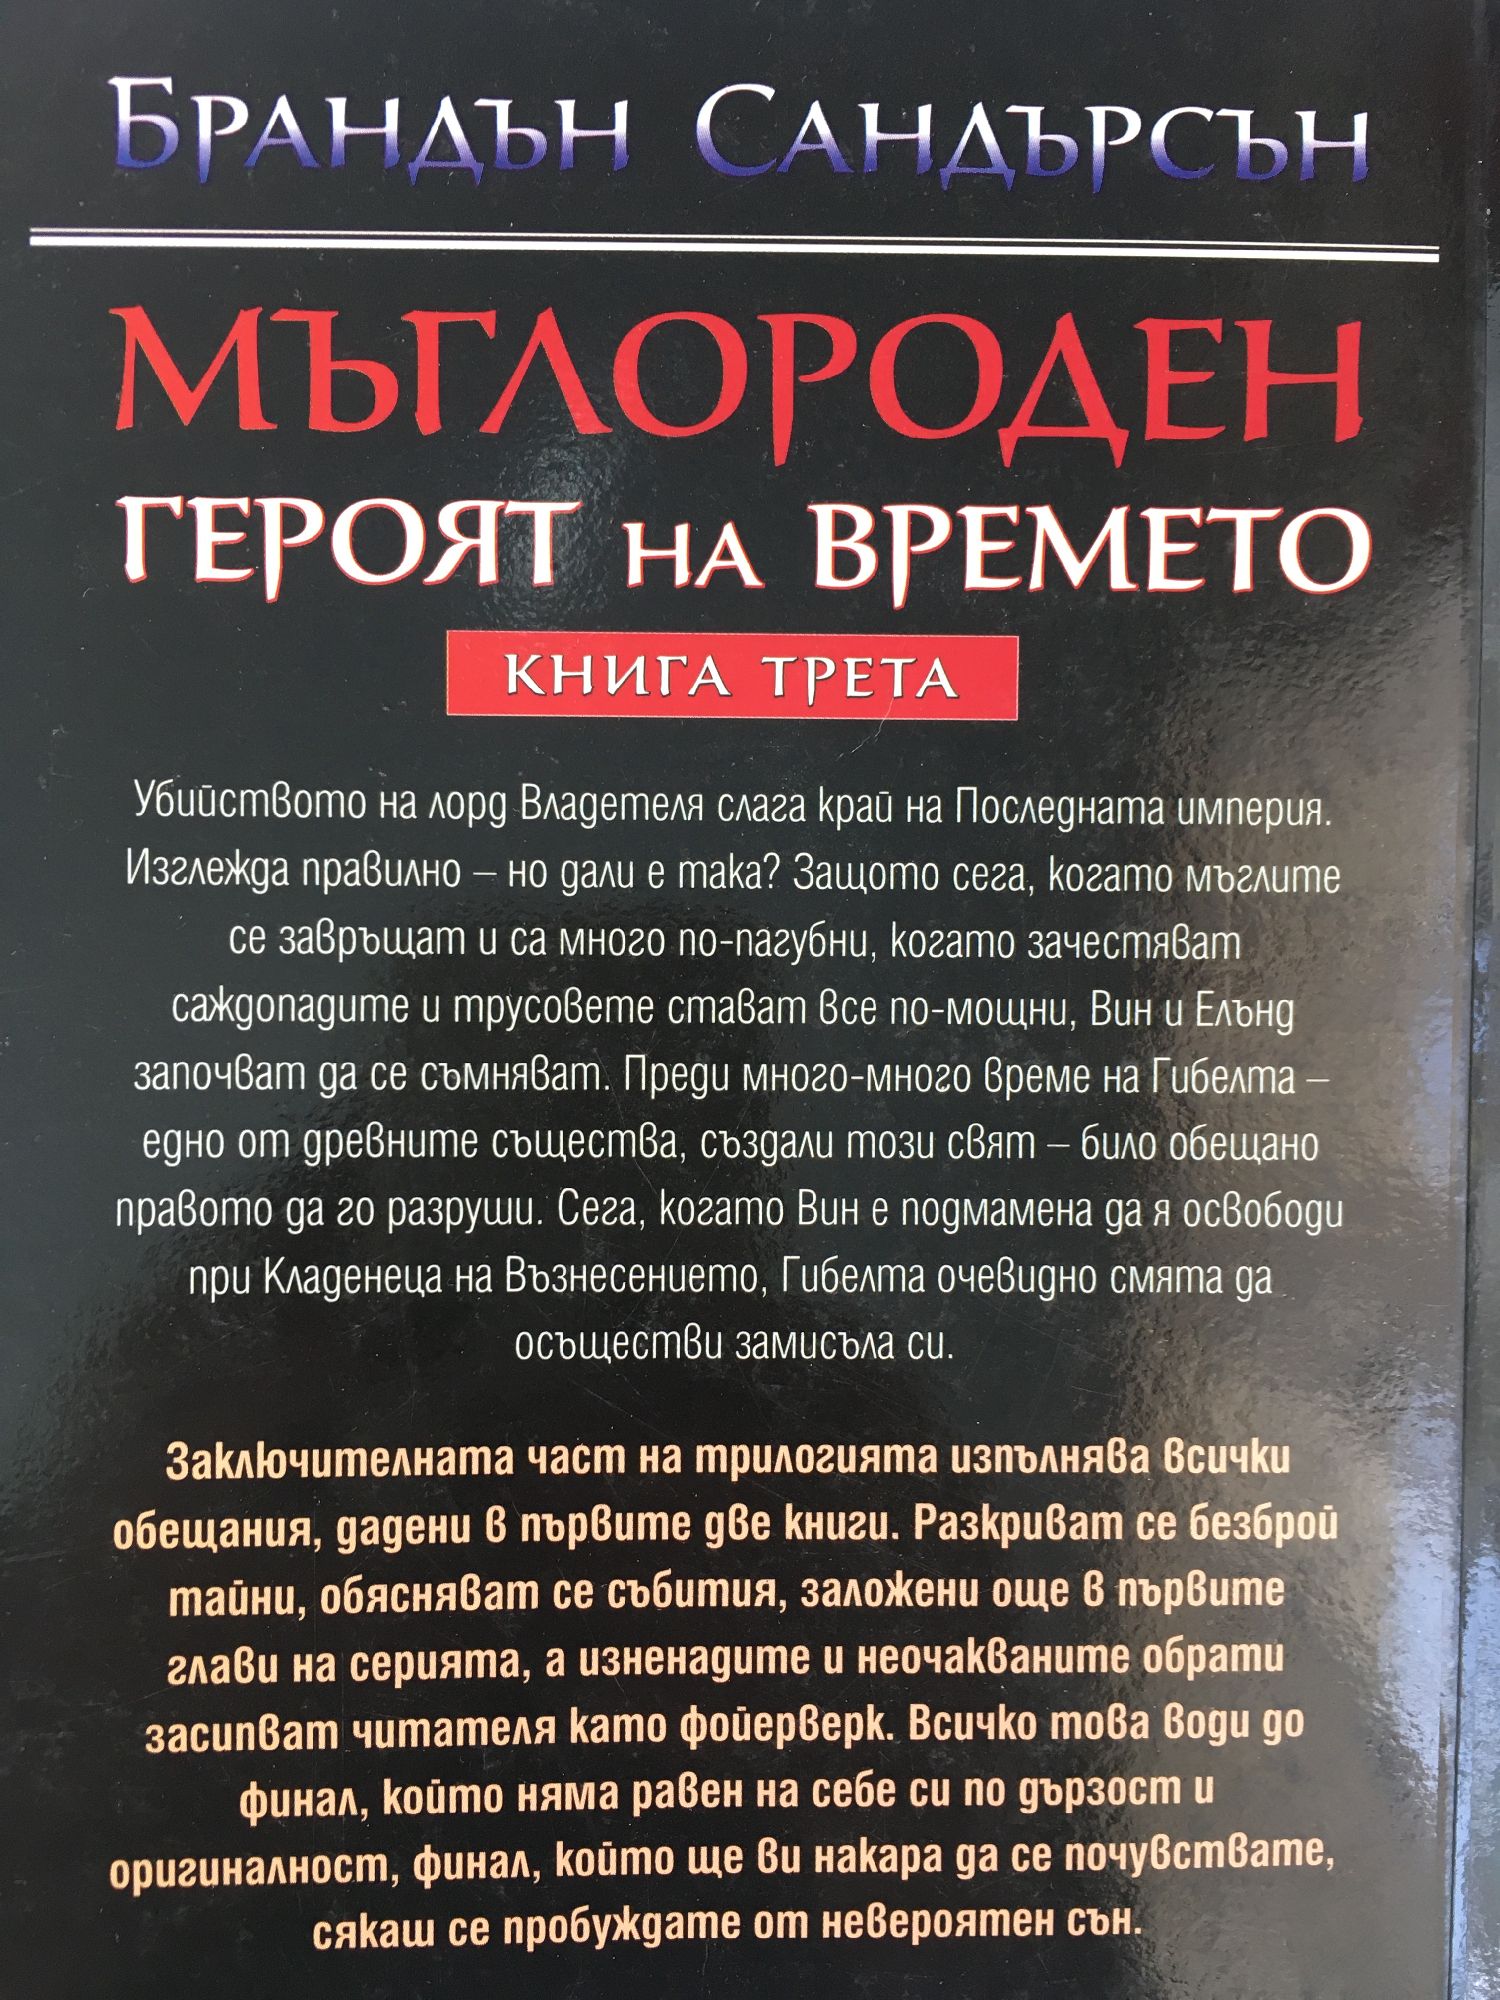 БРАНДЪН САНДЪРСЪН
МЪГЛОРОДЕН
ГЕРОЯТ НА ВРЕМЕТО
КНИГА ТРЕТА
Убийството на лорд Владетеля слага край на Последната империя.
Изглежда правилно – но дали е така? Защото сега, когато мъглите
се завръщат и са много по-пагубни, когато зачестяват
саждопадите и трусовете стават все по-мощни, Вин и Елънд
започват да се съмняват. Преди много-много време на Гибелта –
едно от древните същества, създали този свят – било обещано
правото да го разруши. Сега, когато Вин е подмамена да я освободи
при Кладенеца на Възнесението, Гибелта очевидно смята да
осъществи замисъла си.
Заключителната част на трилогията изпълнява всички
обещания, дадени в първите две книги. Разкриват се безброй
тайни, обясняват се събития, заложени още в първите
глави на серията, а изненадите и неочакваните обрати
засипват читателя като фойерверк. Всичко това води до
финал, който няма равен на себе си по дързост и
оригиналност, финал, който ще ви накара да се почувствате,
сякаш се пробуждате от невероятен сън.